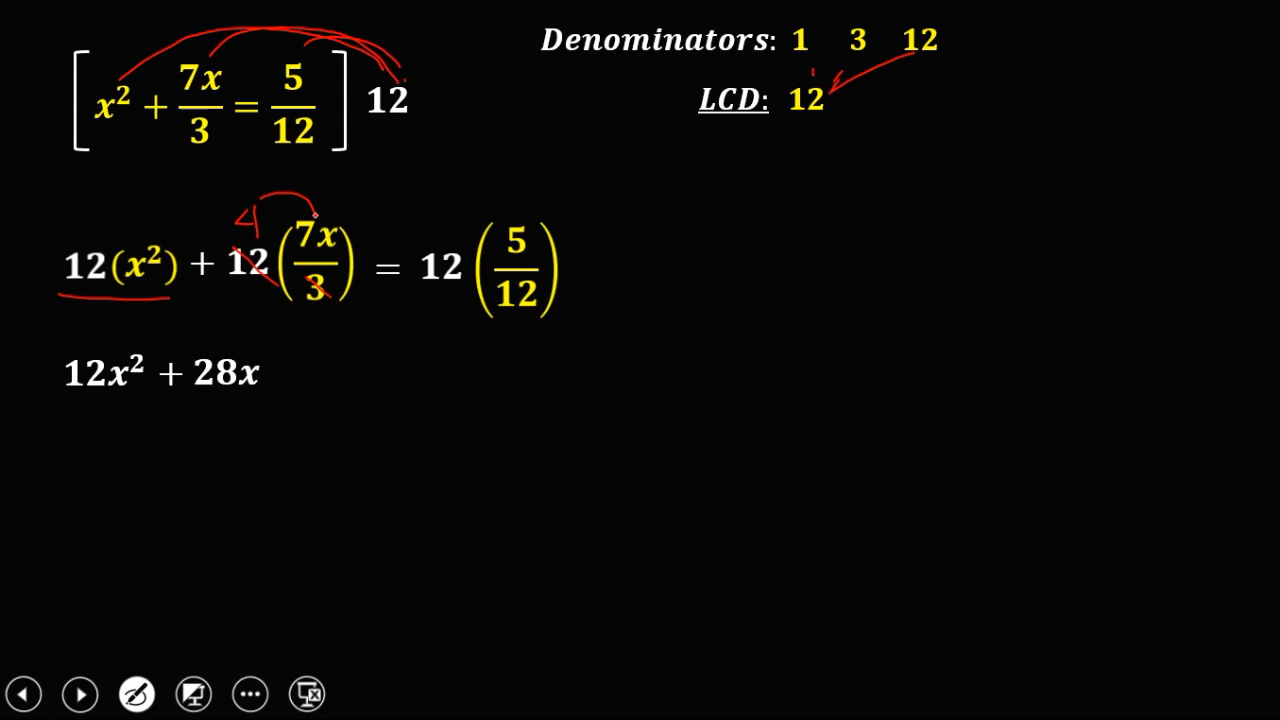 [x² + 7x/3 = 5/12] 12
Denominators: 1 3 12
LCD: 12
4
12(x²) + 12(7x/3) = 12(5/12)
12x² + 28x